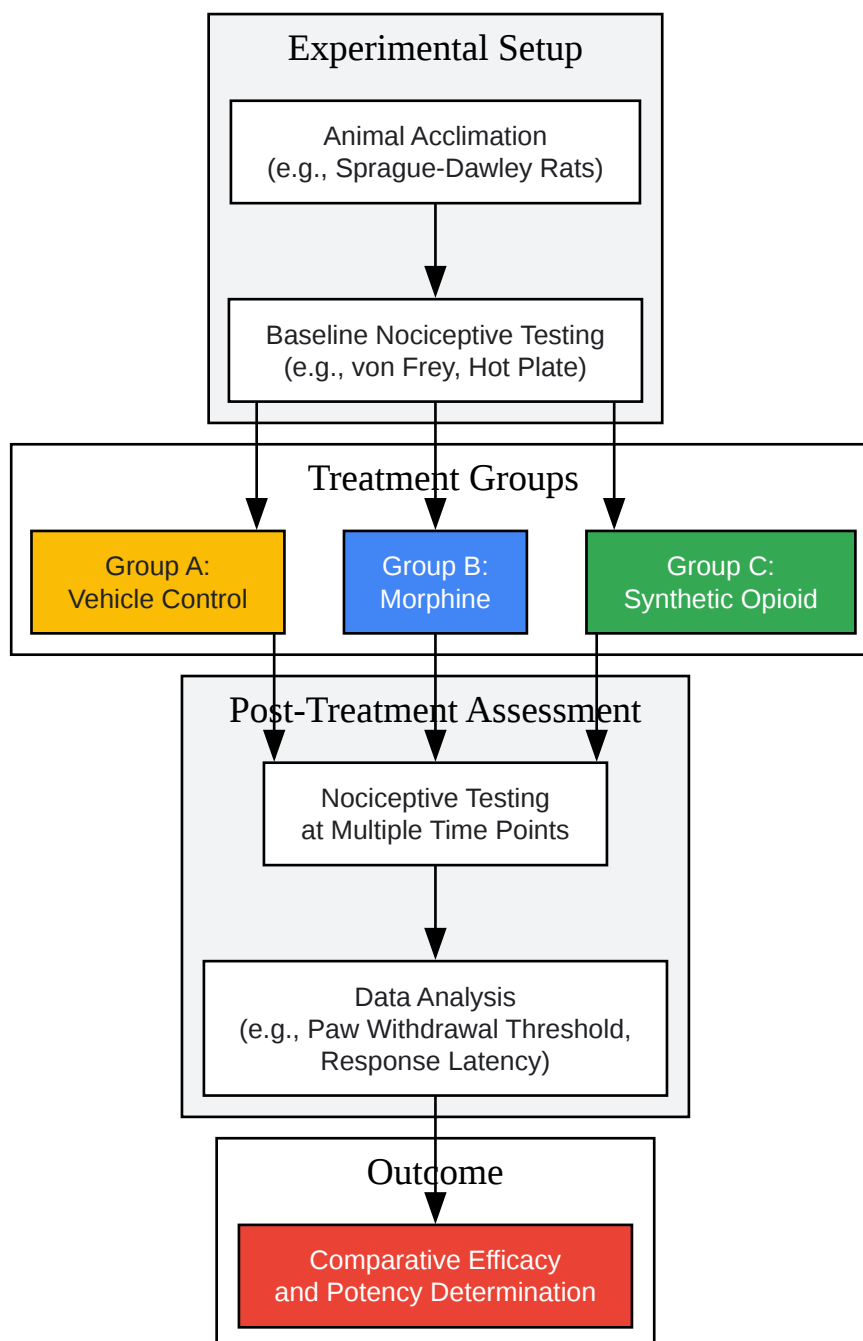 Experimental Setup
Animal Acclimation
(e.g., Sprague-Dawley Rats)
Baseline Nociceptive Testing
(e.g., von Frey, Hot Plate)
Treatment Groups
Group A:
Vehicle Control
Group B:
Morphine
Group C:
Synthetic Opioid
Post-Treatment Assessment
Nociceptive Testing
at Multiple Time Points
Data Analysis
(e.g., Paw Withdrawal Threshold,
Response Latency)
Outcome
Comparative Efficacy
and Potency Determination